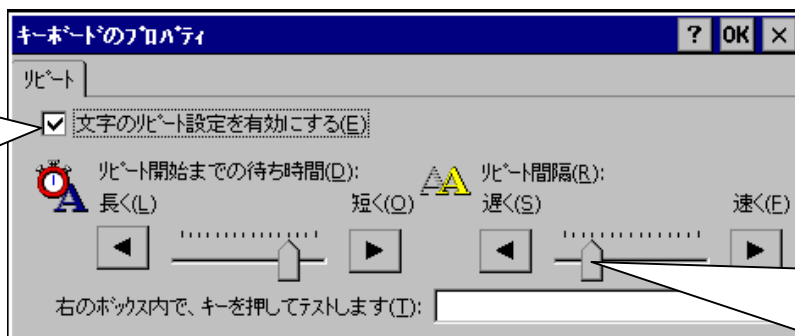 ｷｰﾎﾞｰﾄﾞのﾌﾟﾛﾊﾟﾃｨ ? OK ×
ﾘﾋﾟｰﾄ
文字のﾘﾋﾟｰﾄ設定を有効にする(E)
ﾘﾋﾟｰﾄ開始までの待ち時間(D): ﾘﾋﾟｰﾄ間隔(R):
長く(L) 短く(O) 遅く(S) 速く(F)
右のﾎﾞｯｸｽ内で、ｷｰを押してﾃｽﾄします(T):